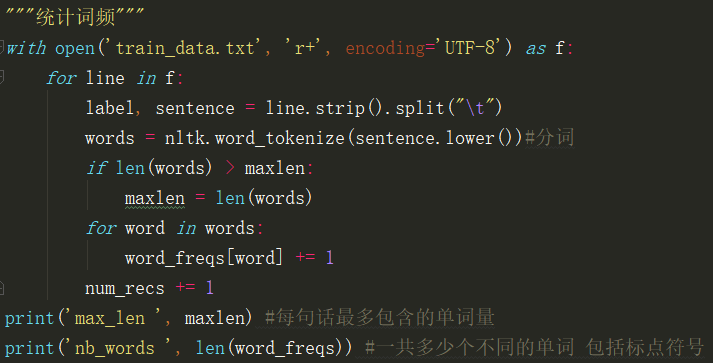 """统计词频"""
with open('train_data.txt', 'r+', encoding='UTF-8') as f:
    for line in f:
        label, sentence = line.strip().split("\t")
        words = nltk.word_tokenize(sentence.lower())#分词
        if len(words) > maxlen:
            maxlen = len(words)
        for word in words:
            word_freqs[word] += 1
        num_recs += 1
print('max_len ', maxlen) #每句话最多包含的单词量
print('nb_words ', len(word_freqs)) #一共多少个不同的单词 包括标点符号